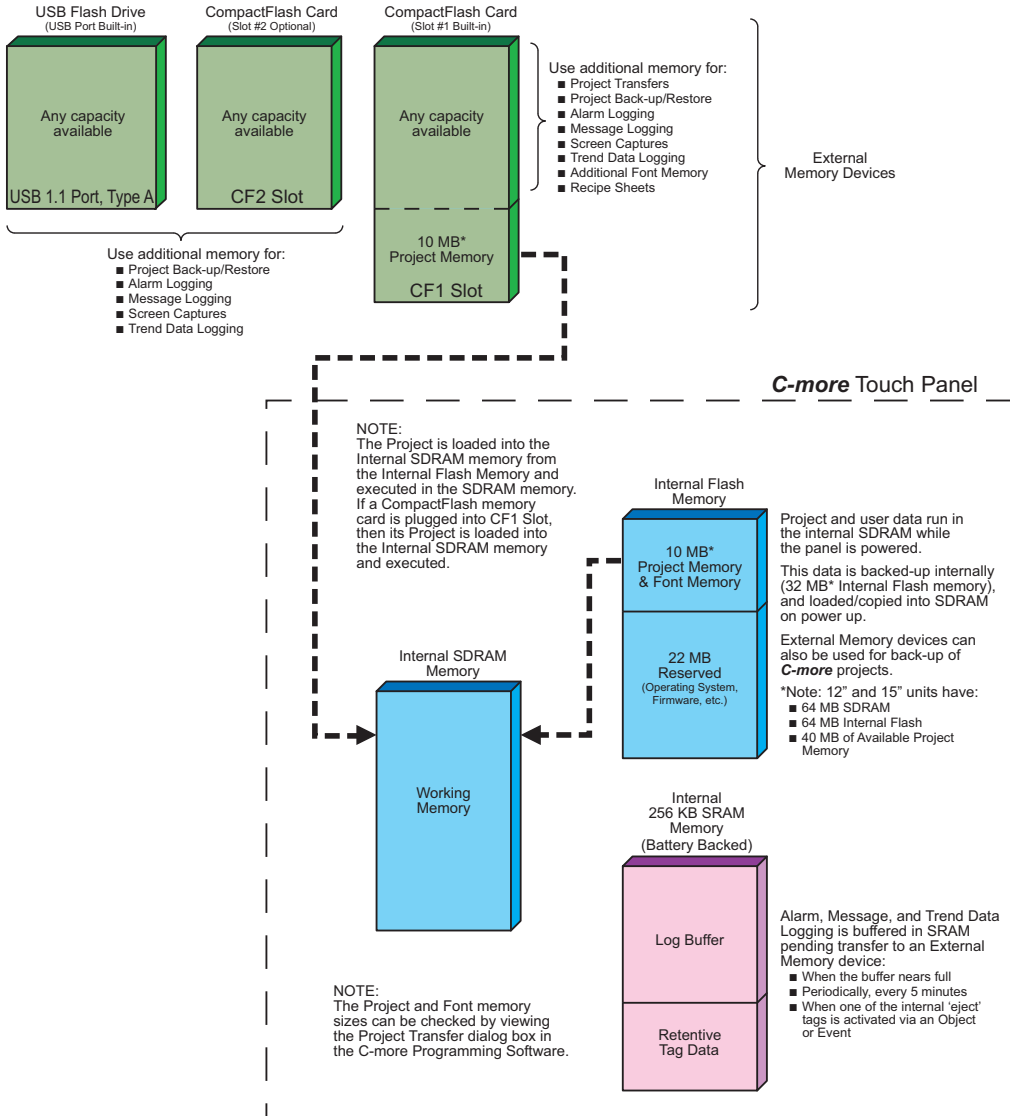 USB Flash Drive
(USB Port Built-in)
Any capacity
available
USB 1.1 Port, Type A
CompactFlash Card
(Slot #2 Optional)
Any capacity
available
CF2 Slot
CompactFlash Card
(Slot #1 Built-in)
Any capacity
available
10 MB*
Project Memory
CF1 Slot
Use additional memory for:
■ Project Transfers
■ Project Back-up/Restore
■ Alarm Logging
■ Message Logging
■ Screen Captures
■ Trend Data Logging
■ Additional Font Memory
■ Recipe Sheets
External
Memory Devices
Use additional memory for:
■ Project Back-up/Restore
■ Alarm Logging
■ Message Logging
■ Screen Captures
■ Trend Data Logging
C-more Touch Panel
NOTE:
The Project is loaded into the
Internal SDRAM memory from
the Internal Flash Memory and
executed in the SDRAM memory.
If a CompactFlash memory
card is plugged into CF1 Slot,
then its Project is loaded into
the Internal SDRAM memory
and executed.
Internal Flash
Memory
10 MB*
Project Memory
& Font Memory
22 MB
Reserved
(Operating System,
Firmware, etc.)
Project and user data run in
the internal SDRAM while
the panel is powered.
This data is backed-up internally
(32 MB* Internal Flash memory),
and loaded/copied into SDRAM
on power up.
External Memory devices can
also be used for back-up of
C-more projects.
*Note: 12” and 15” units have:
■ 64 MB SDRAM
■ 64 MB Internal Flash
■ 40 MB of Available Project
Memory
Internal SDRAM
Memory
Working
Memory
Internal
256 KB SRAM
Memory
(Battery Backed)
Log Buffer
Retentive
Tag Data
Alarm, Message, and Trend Data
Logging is buffered in SRAM
pending transfer to an External
Memory device:
■ When the buffer nears full
■ Periodically, every 5 minutes
■ When one of the internal ‘eject’
tags is activated via an Object
or Event
NOTE:
The Project and Font memory
sizes can be checked by viewing
the Project Transfer dialog box in
the C-more Programming Software.